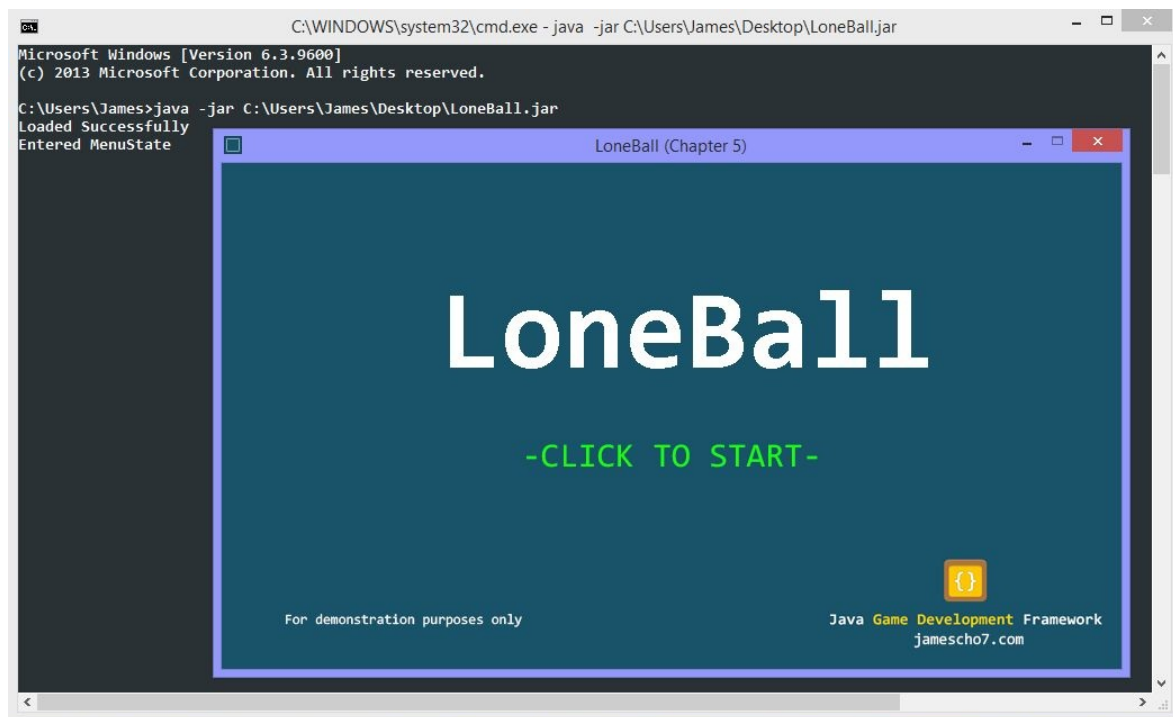 C:\WINDOWS\system32\cmd.exe - java -jar C:\Users\James\Desktop\LoneBall.jar
Microsoft Windows [Version 6.3.9600]
(c) 2013 Microsoft Corporation. All rights reserved.
C:\Users\James>java -jar C:\Users\James\Desktop\LoneBall.jar
Loaded Successfully
Entered MenuState
LoneBall (Chapter 5)
LoneBall
-CLICK TO START-
{}
For demonstration purposes only
Java Game Development Framework
jamescho7.com